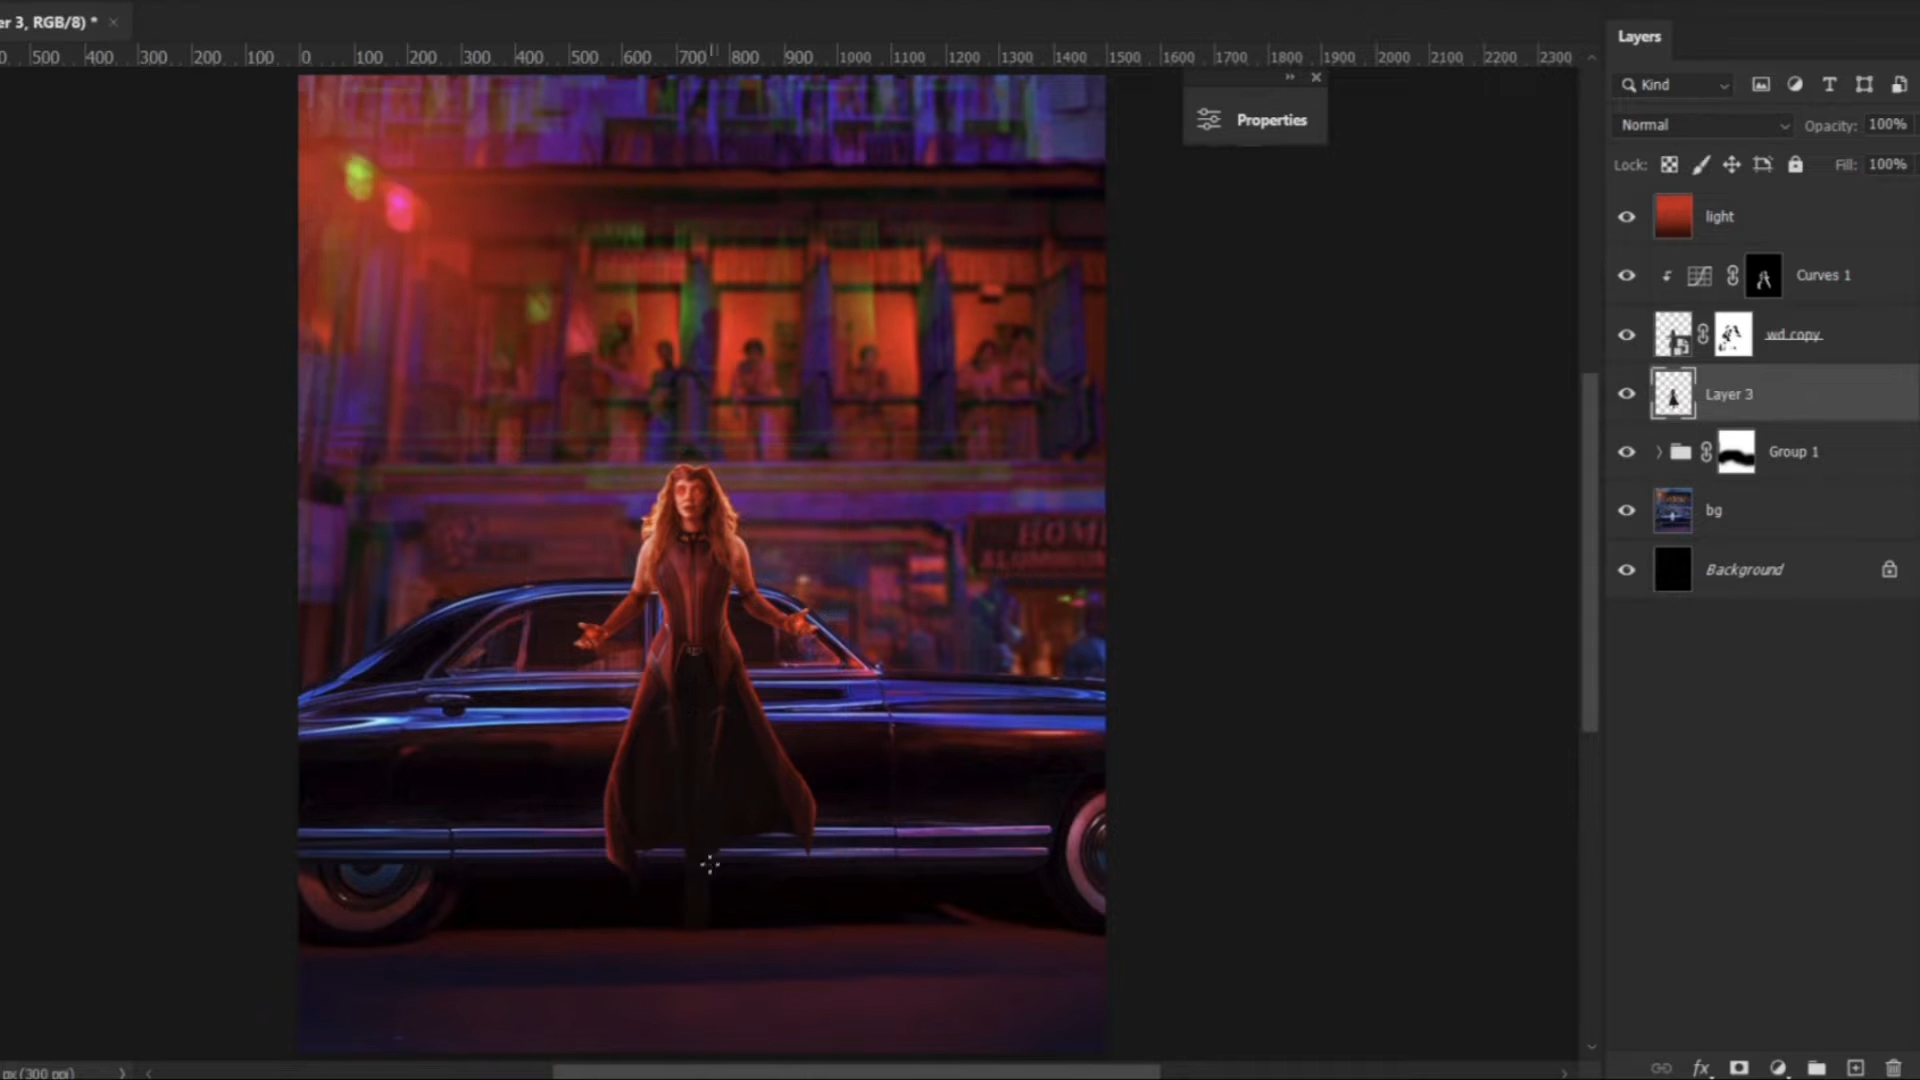 er 3, RGB/8) *
0 500 400 300 200 100 0 100 200 300 400 500 600 700 800 900 1000 1100 1200 1300 1400 1500 1600 1700 1800 1900 2000 2100 2200 2300
Layers
Kind
Properties
Normal Opacity: 100%
Lock: Fill: 100%
light
Curves 1
wd copy
Layer 3
Group 1
bg
Background
px (300 ppi)
fx